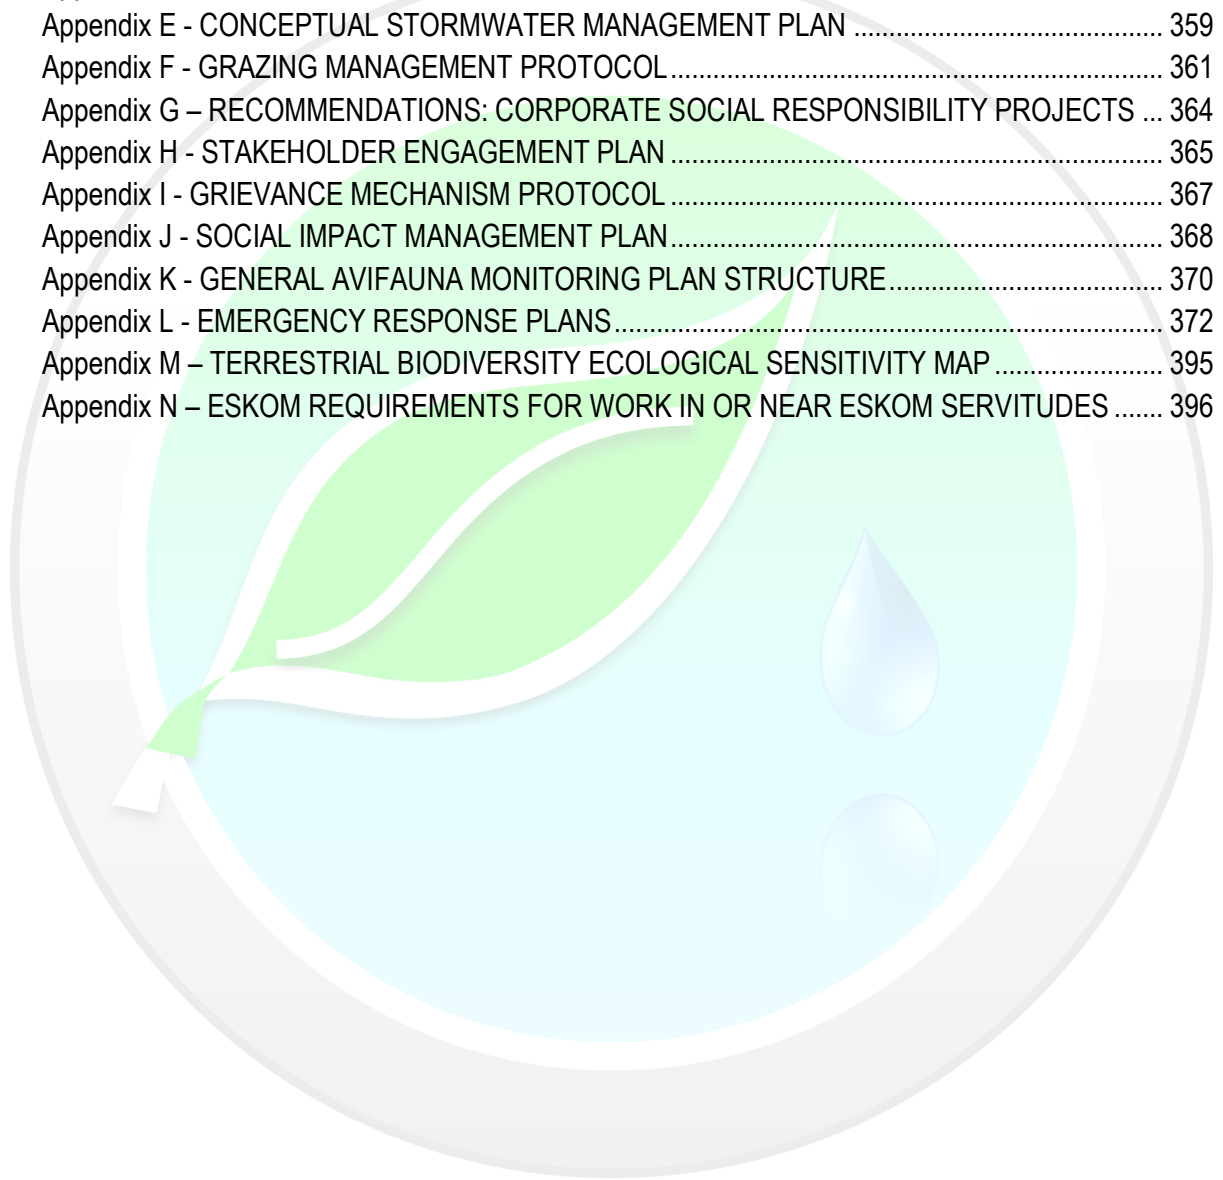 Appendix E - CONCEPTUAL STORMWATER MANAGEMENT PLAN ........................................... 359
Appendix F - GRAZING MANAGEMENT PROTOCOL ..................................................................... 361
Appendix G – RECOMMENDATIONS: CORPORATE SOCIAL RESPONSIBILITY PROJECTS ... 364
Appendix H - STAKEHOLDER ENGAGEMENT PLAN ..................................................................... 365
Appendix I - GRIEVANCE MECHANISM PROTOCOL ...................................................................... 367
Appendix J - SOCIAL IMPACT MANAGEMENT PLAN ..................................................................... 368
Appendix K - GENERAL AVIFAUNA MONITORING PLAN STRUCTURE ...................................... 370
Appendix L - EMERGENCY RESPONSE PLANS ............................................................................. 372
Appendix M – TERRESTRIAL BIODIVERSITY ECOLOGICAL SENSITIVITY MAP ....................... 395
Appendix N – ESKOM REQUIREMENTS FOR WORK IN OR NEAR ESKOM SERVITUDES ....... 396